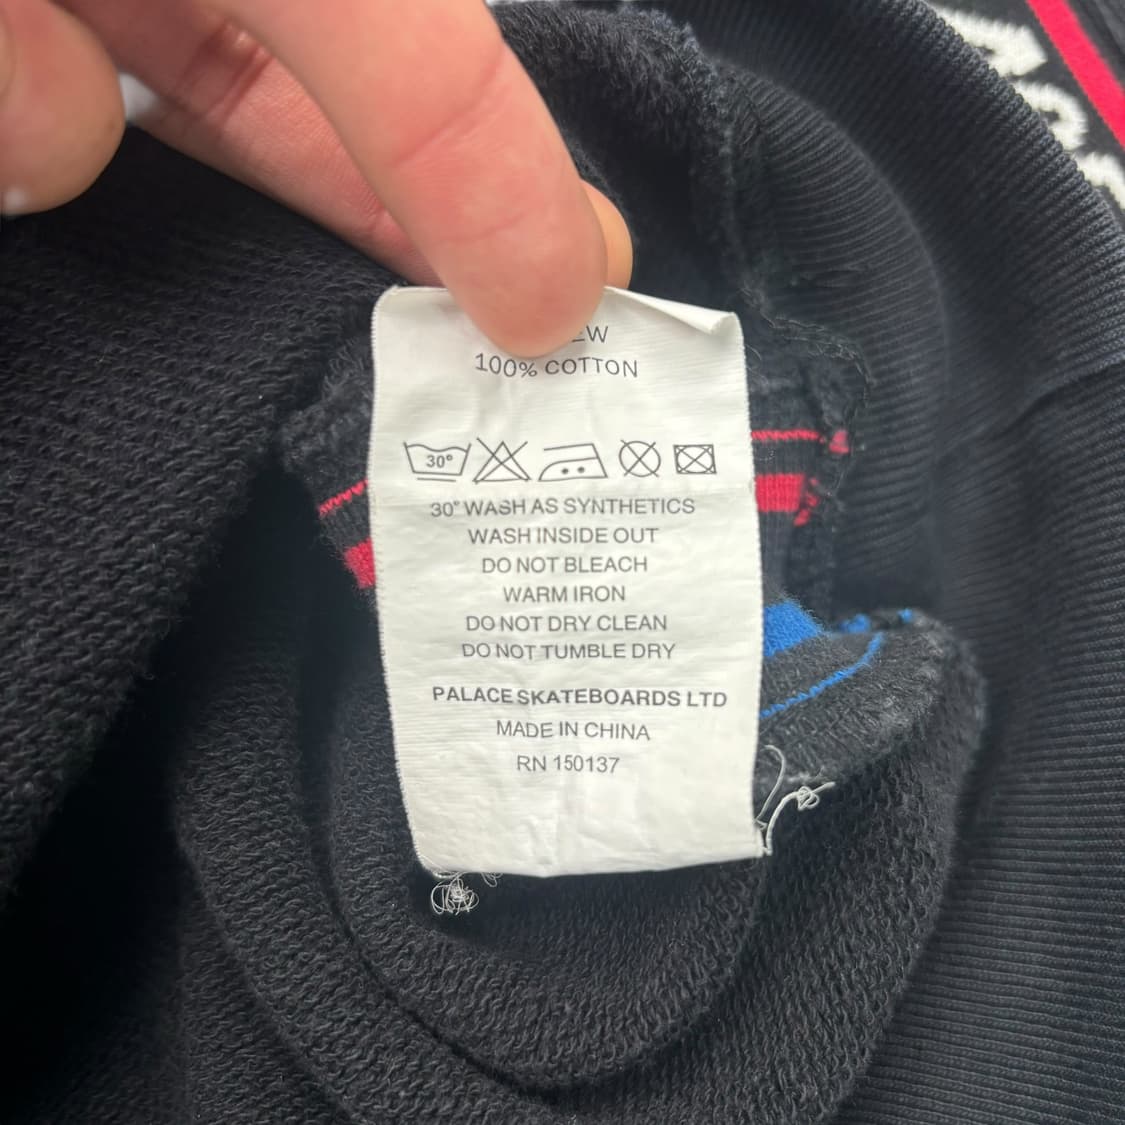 100% COTTON
30°
30° WASH AS SYNTHETICS
WASH INSIDE OUT
DO NOT BLEACH
WARM IRON
DO NOT DRY CLEAN
DO NOT TUMBLE DRY
PALACE SKATEBOARDS LTD
MADE IN CHINA
RN 150137